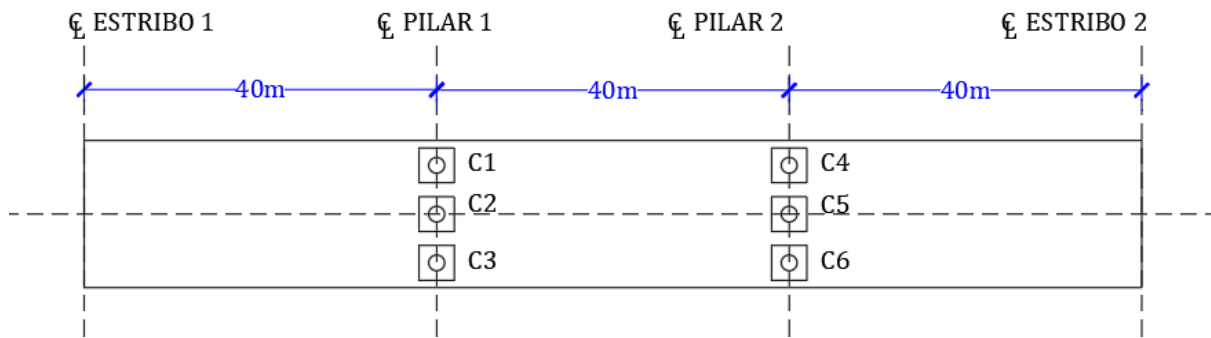 ℄ ESTRIBO 1
℄ PILAR 1
℄ PILAR 2
℄ ESTRIBO 2
40m
40m
40m
C1
C4
C2
C5
C3
C6